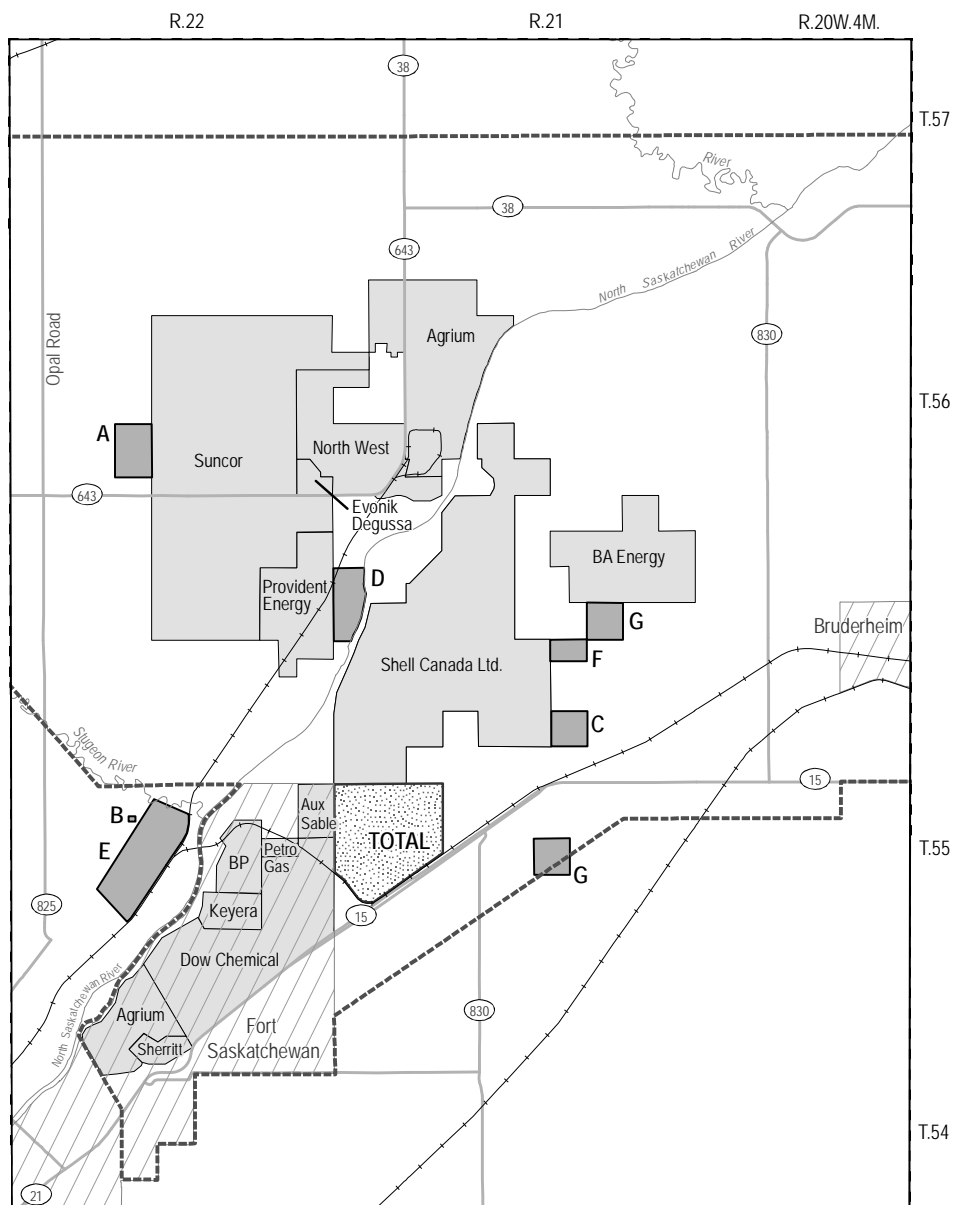 R.22
R.21
R.20W.4M.
38
T.57
River
38
643
North Saskatchewan River
Opal Road
Agrium
830
T.56
A
Suncor
North West
643
Evonik
Degussa
BA Energy
Provident
Energy
D
G
Bruderheim
F
Shell Canada Ltd.
C
Stugeon River
15
B
Aux
Sable
E
TOTAL
BP
Petro
Gas
T.55
G
825
Keyera
15
Dow Chemical
North Saskatchewan River
830
Agrium
Fort
Saskatchewan
Sherritt
T.54
21